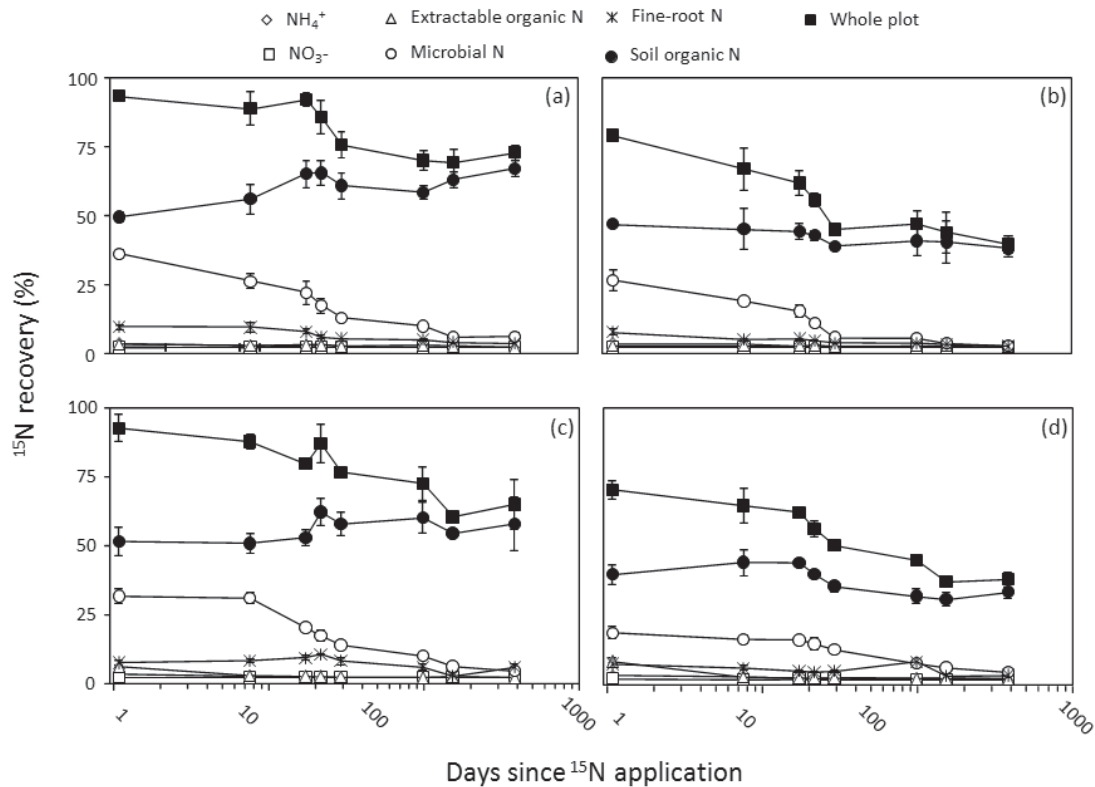 NH₄⁺ Extractable organic N Fine-root N Whole plot
NO₃- Microbial N Soil organic N
100 (a) (b)
75
50
25
0
100 (c) (d)
75
50
25
0
¹⁵N recovery (%)
1 10 100 1000 1 10 100 1000
Days since ¹⁵N application